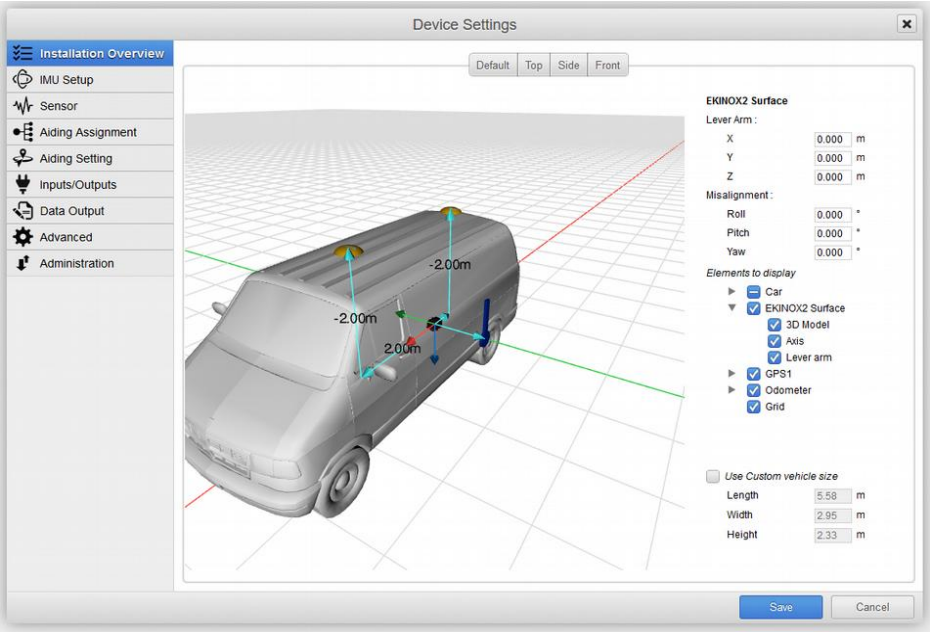 Device Settings
Installation Overview
IMU Setup
Sensor
Aiding Assignment
Aiding Setting
Inputs/Outputs
Data Output
Advanced
Administration
Default Top Side Front
-2.00m
-2.00m
2.00m
EKINOX2 Surface
Lever Arm :
X 0.000 m
Y 0.000 m
Z 0.000 m
Misalignment :
Roll 0.000 °
Pitch 0.000 °
Yaw 0.000 °
Elements to display
Car
EKINOX2 Surface
3D Model
Axis
Lever arm
GPS1
Odometer
Grid
Use Custom vehicle size
Length 5.58 m
Width 2.95 m
Height 2.33 m
Save Cancel